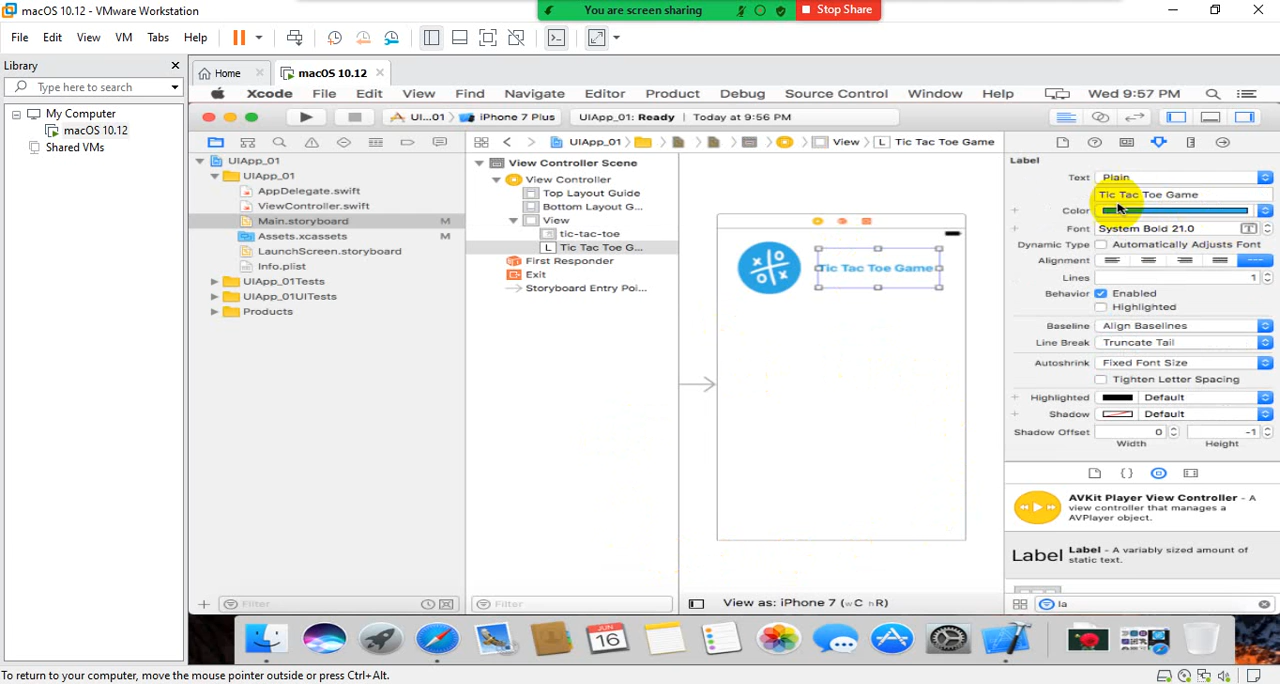 macOS 10.12 - VMware Workstation
You are screen sharing
Stop Share
File Edit View VM Tabs Help
Library
Type here to search
My Computer
macOS 10.12
Shared VMs
Home
macOS 10.12
Xcode File Edit View Find Navigate Editor Product Debug Source Control Window Help Wed 9:57 PM
UI...01 iPhone 7 Plus
UIApp_01: Ready Today at 9:56 PM
UIApp_01 View L Tic Tac Toe Game
UIApp_01
UIApp_01
AppDelegate.swift
ViewController.swift
Main.storyboard M
Assets.xcassets M
LaunchScreen.storyboard
Info.plist
UIApp_01Tests
UIApp_01UITests
Products
Filter
View Controller Scene
View Controller
Top Layout Guide
Bottom Layout G...
View
tic-tac-toe
L Tic Tac Toe G...
First Responder
Exit
Storyboard Entry Poi...
Filter
Tic Tac Toe Game
View as: iPhone 7 (wC hR)
Label
Text Plain
Tic Tac Toe Game
Color
Font System Bold 21.0
Dynamic Type Automatically Adjusts Font
Alignment
Lines 1
Behavior Enabled
Highlighted
Baseline Align Baselines
Line Break Truncate Tail
Autoshrink Fixed Font Size
Tighten Letter Spacing
Highlighted Default
Shadow Default
Shadow Offset 0 -1
Width Height
AVKit Player View Controller - A
view controller that manages a
AVPlayer object.
Label
Label - A variably sized amount of
static text.
la
JUN
16
To return to your computer, move the mouse pointer outside or press Ctrl+Alt.